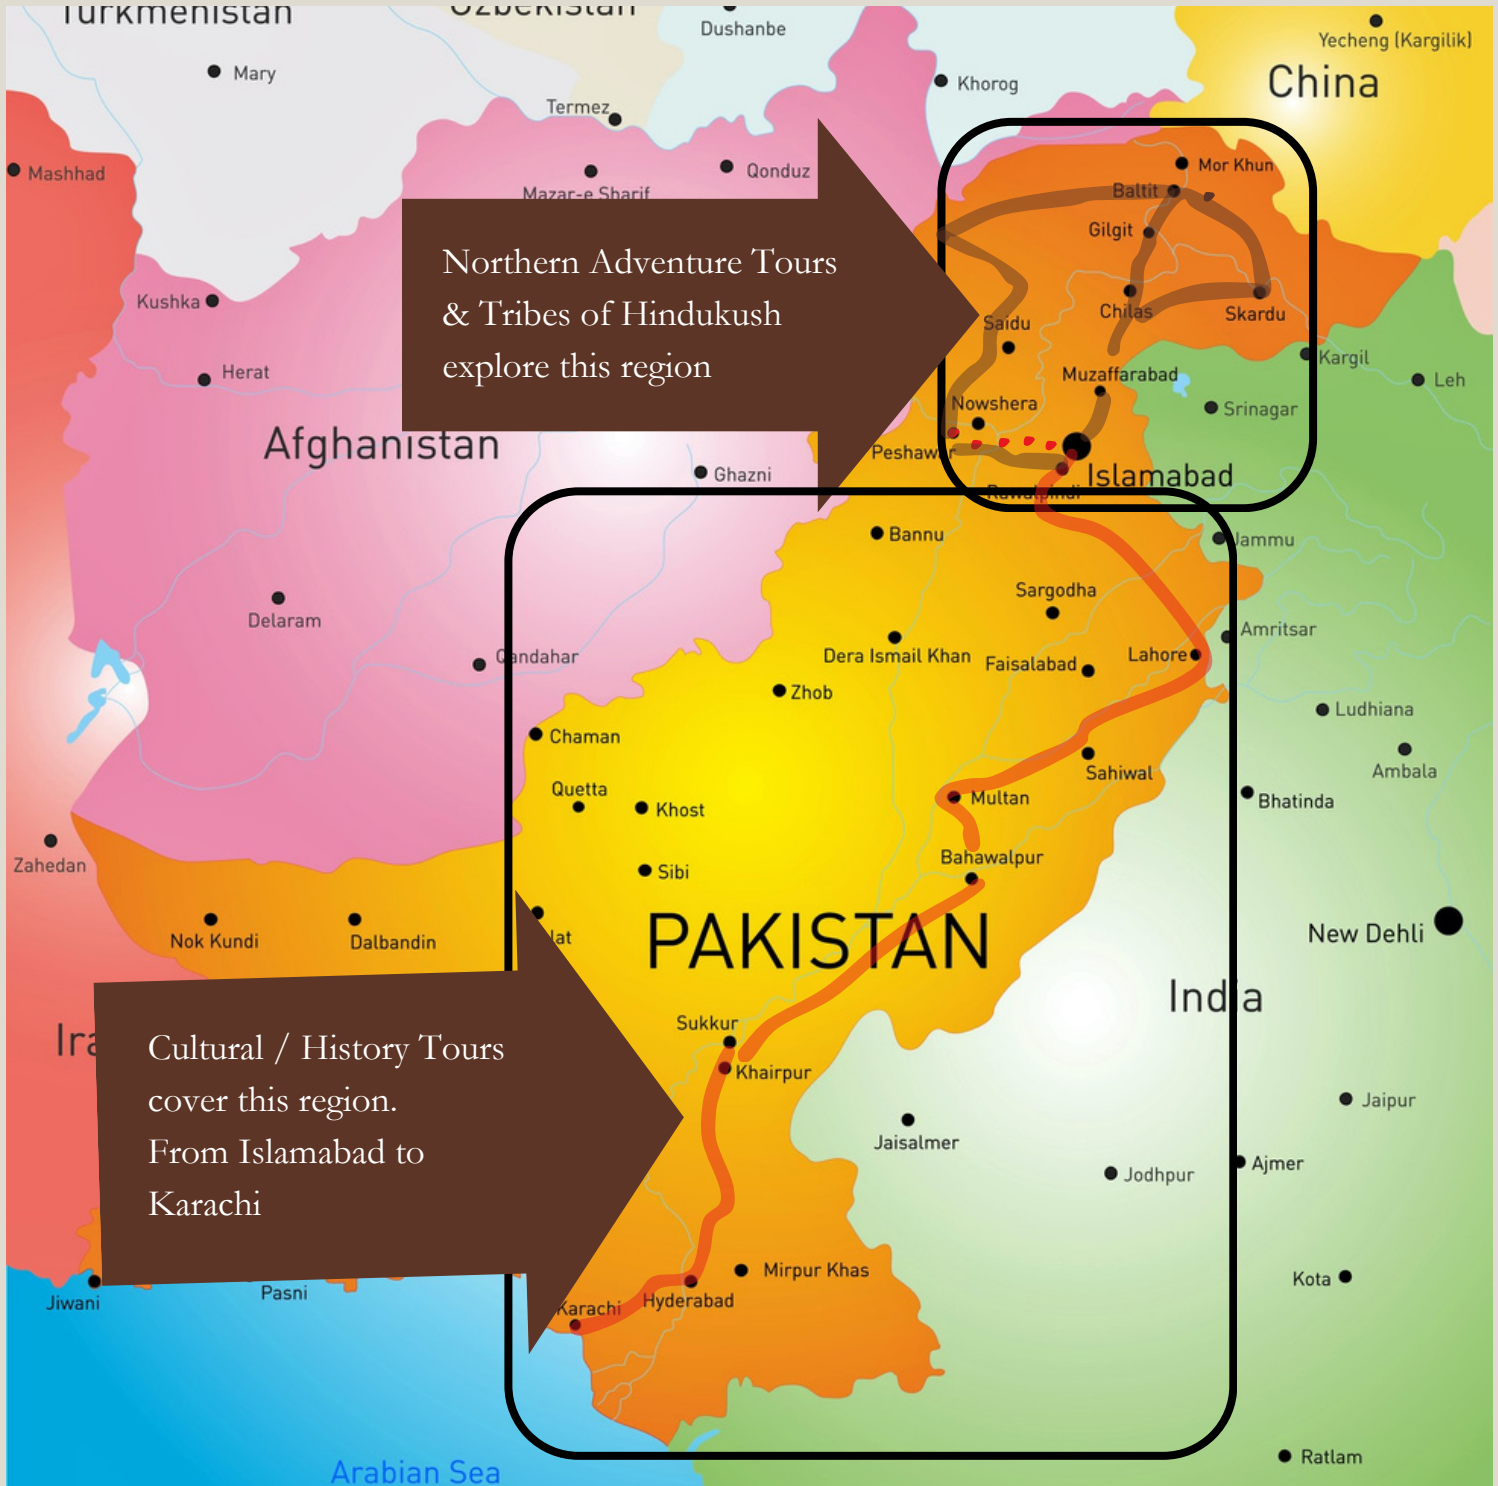 Turkmenistan
Uzbekistan
Dushanbe
Yecheng (Kargilik)
China
Mary
Khorog
Termez
Mashhad
Qonduz
Mor Khun
Mazar-e Sharif
Baltit
Gilgit
Northern Adventure Tours
& Tribes of Hindukush
explore this region
Kushka
Chilas
Skardu
Saidu
Kargil
Herat
Muzaffarabad
Leh
Nowshera
Srinagar
Afghanistan
Peshawar
Ghazni
Islamabad
Rawalpindi
Bannu
Jammu
Sargodha
Delaram
Amritsar
Qandahar
Dera Ismail Khan
Faisalabad
Lahore
Zhob
Ludhiana
Chaman
Sahiwal
Ambala
Quetta
Khost
Multan
Bhatinda
Zahedan
Sibi
Bahawalpur
Nok Kundi
Dalbandin
lat
PAKISTAN
New Dehli
India
Sukkur
Ira
Khairpur
Cultural / History Tours
cover this region.
From Islamabad to
Karachi
Jaipur
Jaisalmer
Jodhpur
Ajmer
Mirpur Khas
Kota
Jiwani
Pasni
Karachi
Hyderabad
Arabian Sea
Ratlam